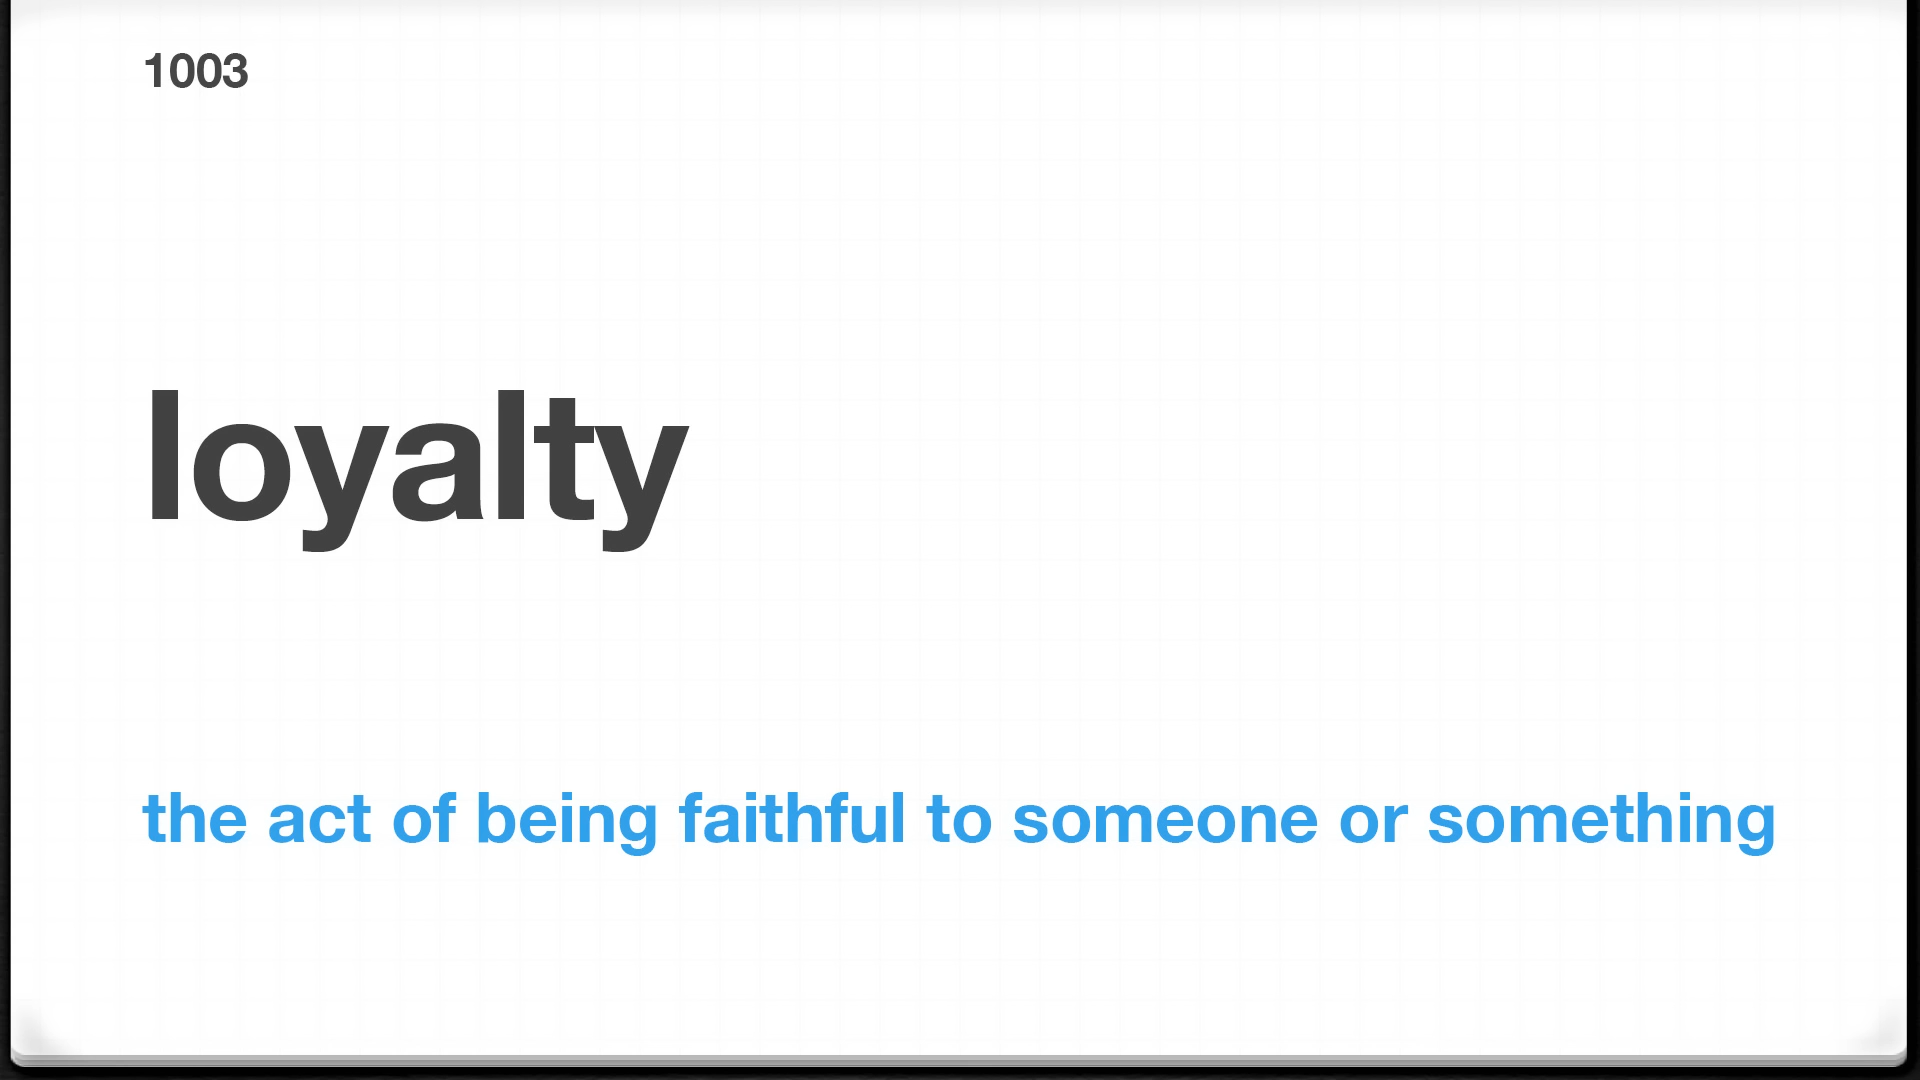 1003
loyalty
the act of being faithful to someone or something